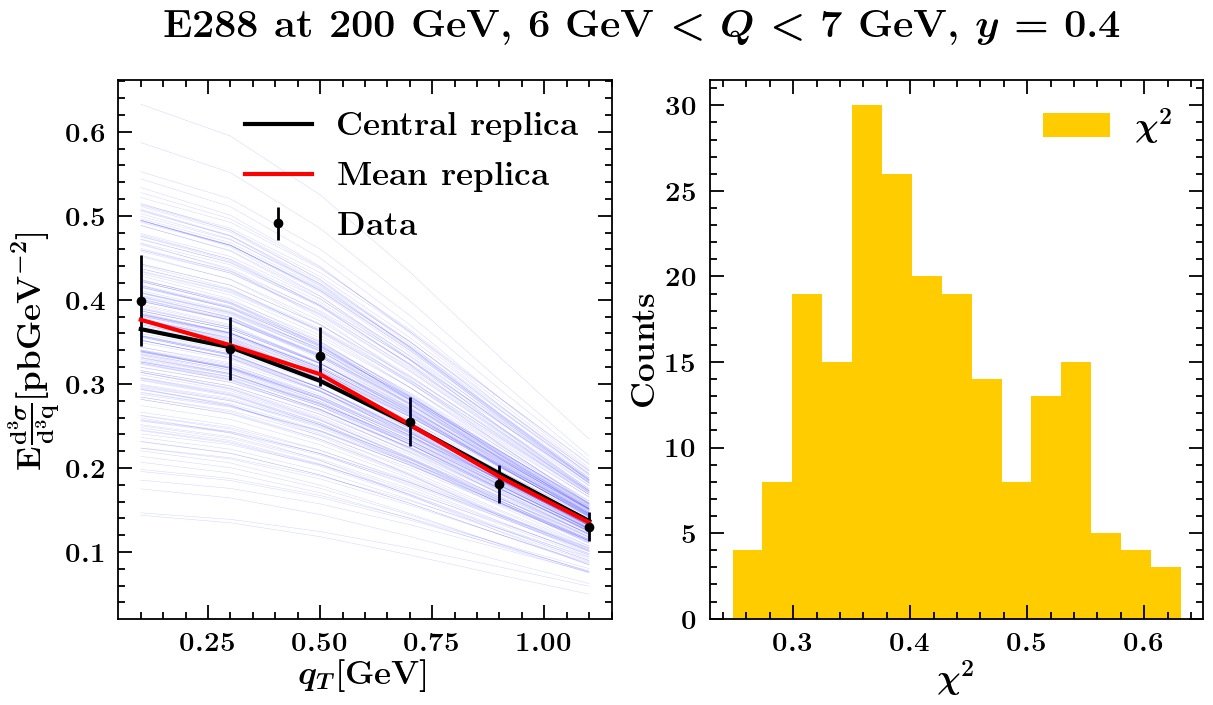 E288 at 200 GeV, 6 GeV < Q < 7 GeV, y = 0.4
Central replica
Mean replica
Data
0.6
0.5
0.4
0.3
0.2
0.1
E d³σ/d³q [pbGeV⁻²]
0.25 0.50 0.75 1.00
q_T[GeV]
χ²
30
25
20
15
10
5
0
Counts
0.3 0.4 0.5 0.6
χ²